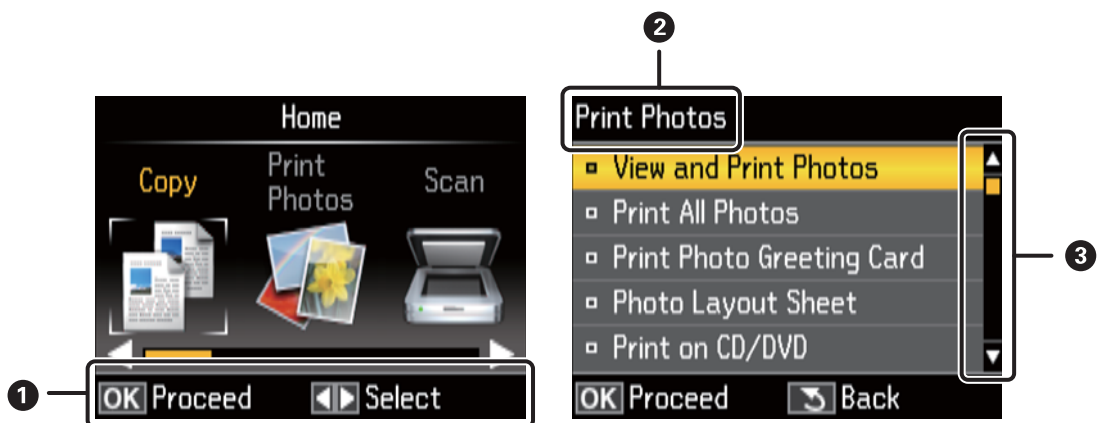 2
Home
Copy
Print
Photos
Scan
1
OK Proceed
Select
Print Photos
View and Print Photos
Print All Photos
Print Photo Greeting Card
Photo Layout Sheet
Print on CD/DVD
3
OK Proceed
Back